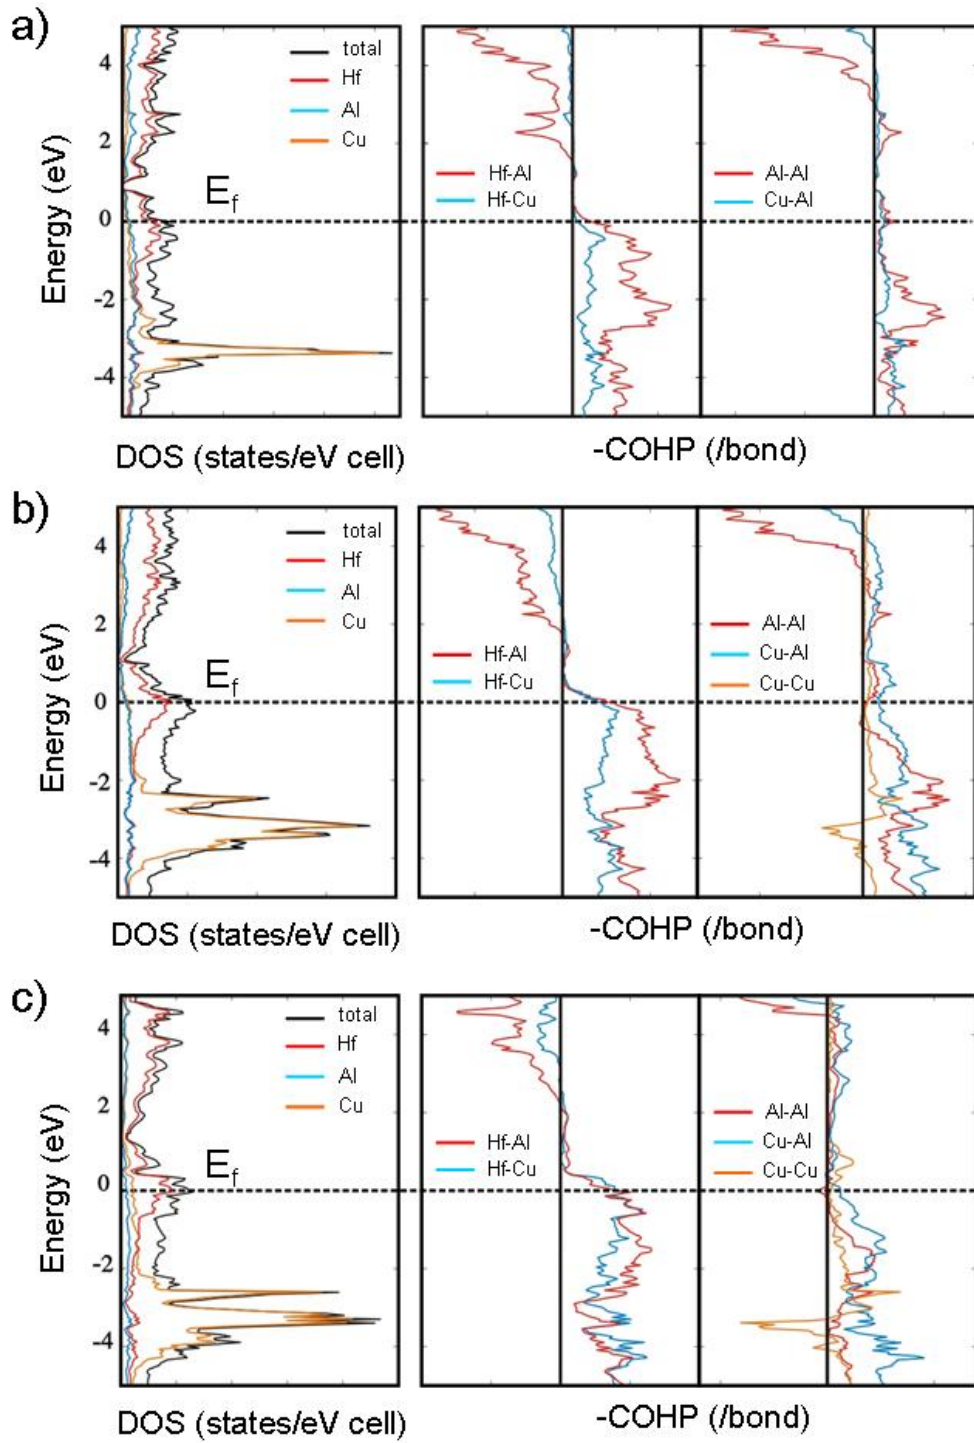 a)
4
2
0
-2
-4
Energy (eV)
total
Hf
Al
Cu
E_f
Hf-Al
Hf-Cu
Al-Al
Cu-Al
DOS (states/eV cell)
-COHP (/bond)
b)
4
2
0
-2
-4
Energy (eV)
total
Hf
Al
Cu
E_f
Hf-Al
Hf-Cu
Al-Al
Cu-Al
Cu-Cu
DOS (states/eV cell)
-COHP (/bond)
c)
4
2
0
-2
-4
Energy (eV)
total
Hf
Al
Cu
E_f
Hf-Al
Hf-Cu
Al-Al
Cu-Al
Cu-Cu
DOS (states/eV cell)
-COHP (/bond)